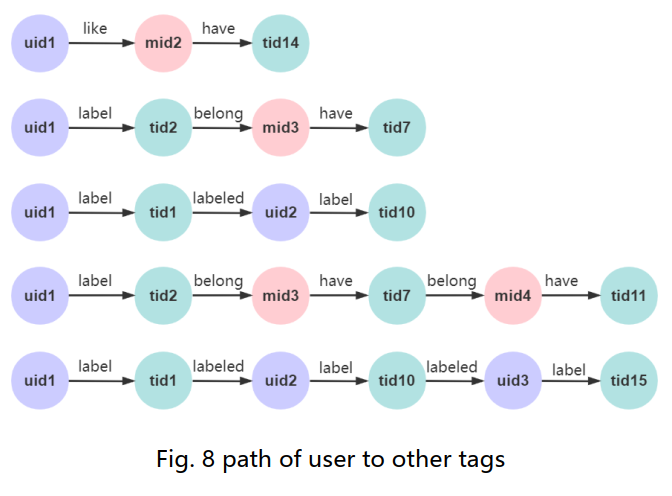 like have
uid1 mid2 tid14
label belong have
uid1 tid2 mid3 tid7
label labeled label
uid1 tid1 uid2 tid10
label belong have belong have
uid1 tid2 mid3 tid7 mid4 tid11
label labeled label labeled label
uid1 tid1 uid2 tid10 uid3 tid15
Fig. 8 path of user to other tags